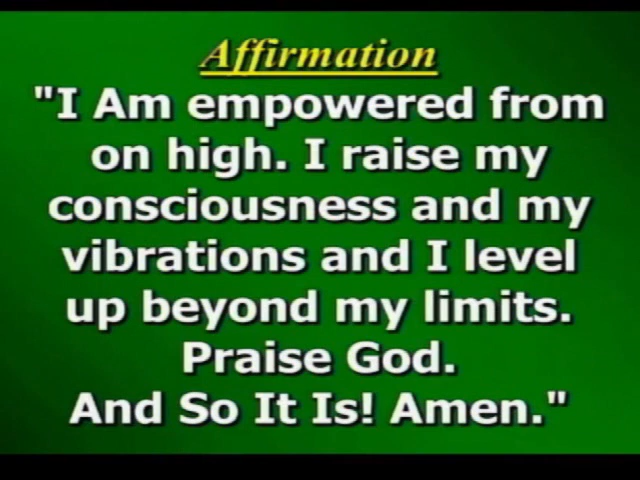 Affirmation
"I Am empowered from
on high. I raise my
consciousness and my
vibrations and I level
up beyond my limits.
Praise God.
And So It Is! Amen."